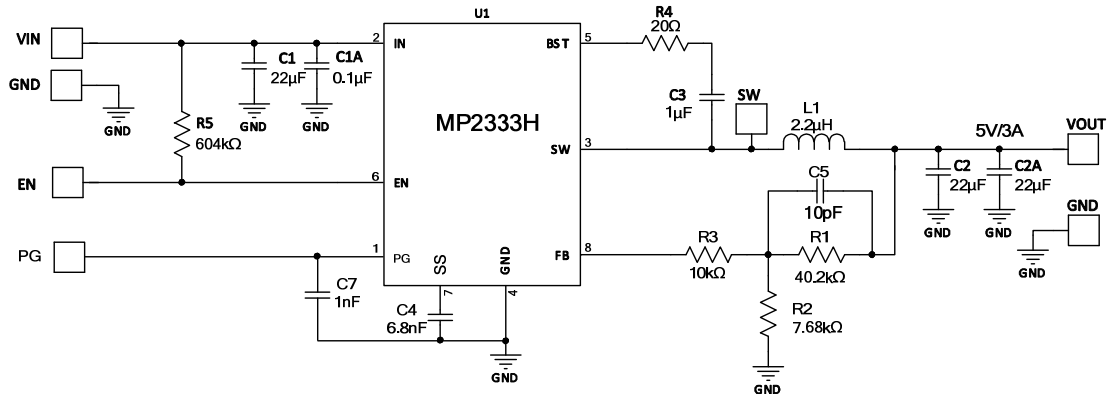 U1
R4
20Ω
VIN
2
IN
BST
5
C1
22µF
C1A
0.1µF
GND
GND
GND
GND
C3
1µF
SW
L1
2.2µH
5V/3A
VOUT
R5
604kΩ
MP2333H
SW
3
C5
10pF
C2
22µF
C2A
22µF
EN
6
EN
GND
GND
GND
PG
1
PG
FB
8
R3
10kΩ
R1
40.2kΩ
GND
C7
1nF
SS
7
GND
4
C4
6.8nF
R2
7.68kΩ
GND
GND